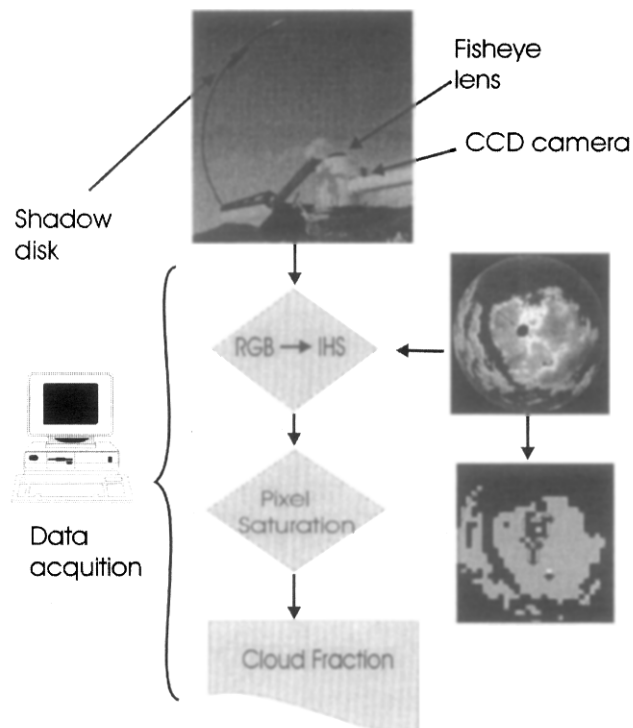 Fisheye
lens
CCD camera
Shadow
disk
RGB → IHS
Pixel
Saturation
Data
acquition
Cloud Fraction